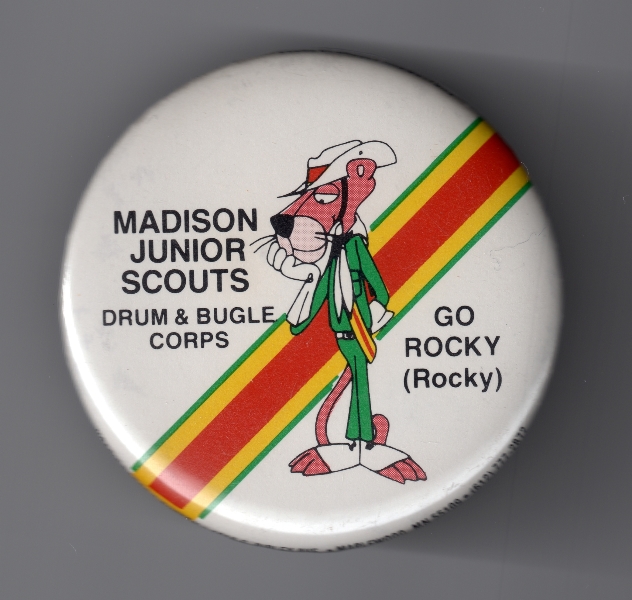 MADISON
JUNIOR
SCOUTS
DRUM & BUGLE
CORPS
GO
ROCKY
(Rocky)